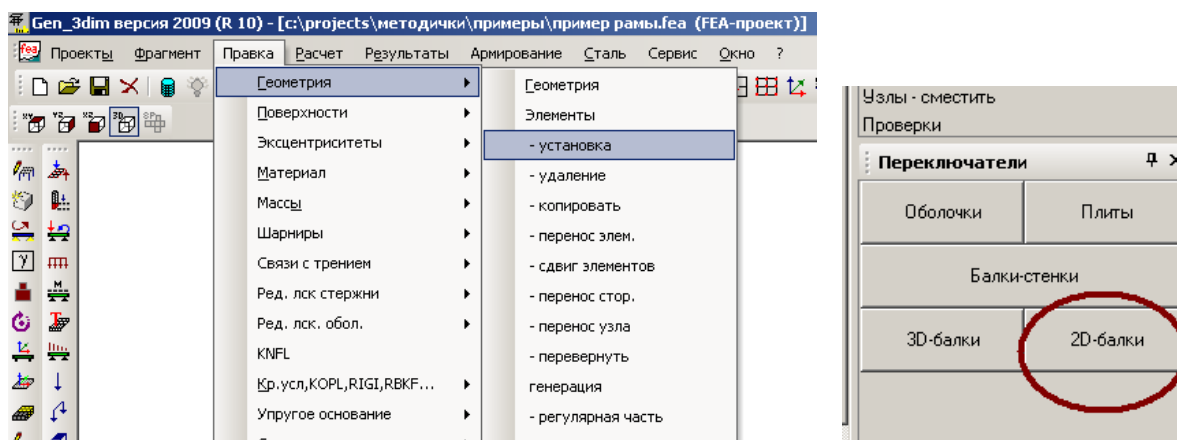 Gen_3dim версия 2009 (R 10) - [c:\projects\методички\примеры\пример рамы.fea (FEA-проект)]
fea Проекты Фрагмент Правка Расчет Результаты Армирование Сталь Сервис Окно ?
Геометрия
Поверхности
Эксцентриситеты
Материал
Массы
Шарниры
Связи с трением
Ред. лск стержни
Ред. лск. обол.
KNFL
Кр.усл,KOPL,RIGI,RBKF...
Упругое основание
Геометрия
Элементы
- установка
- удаление
- копировать
- перенос элем.
- сдвиг элементов
- перенос стор.
- перенос узла
- перевернуть
генерация
- регулярная часть
Узлы - сместить
Проверки
Переключатели
Оболочки Плиты
Балки-стенки
3D-балки 2D-балки